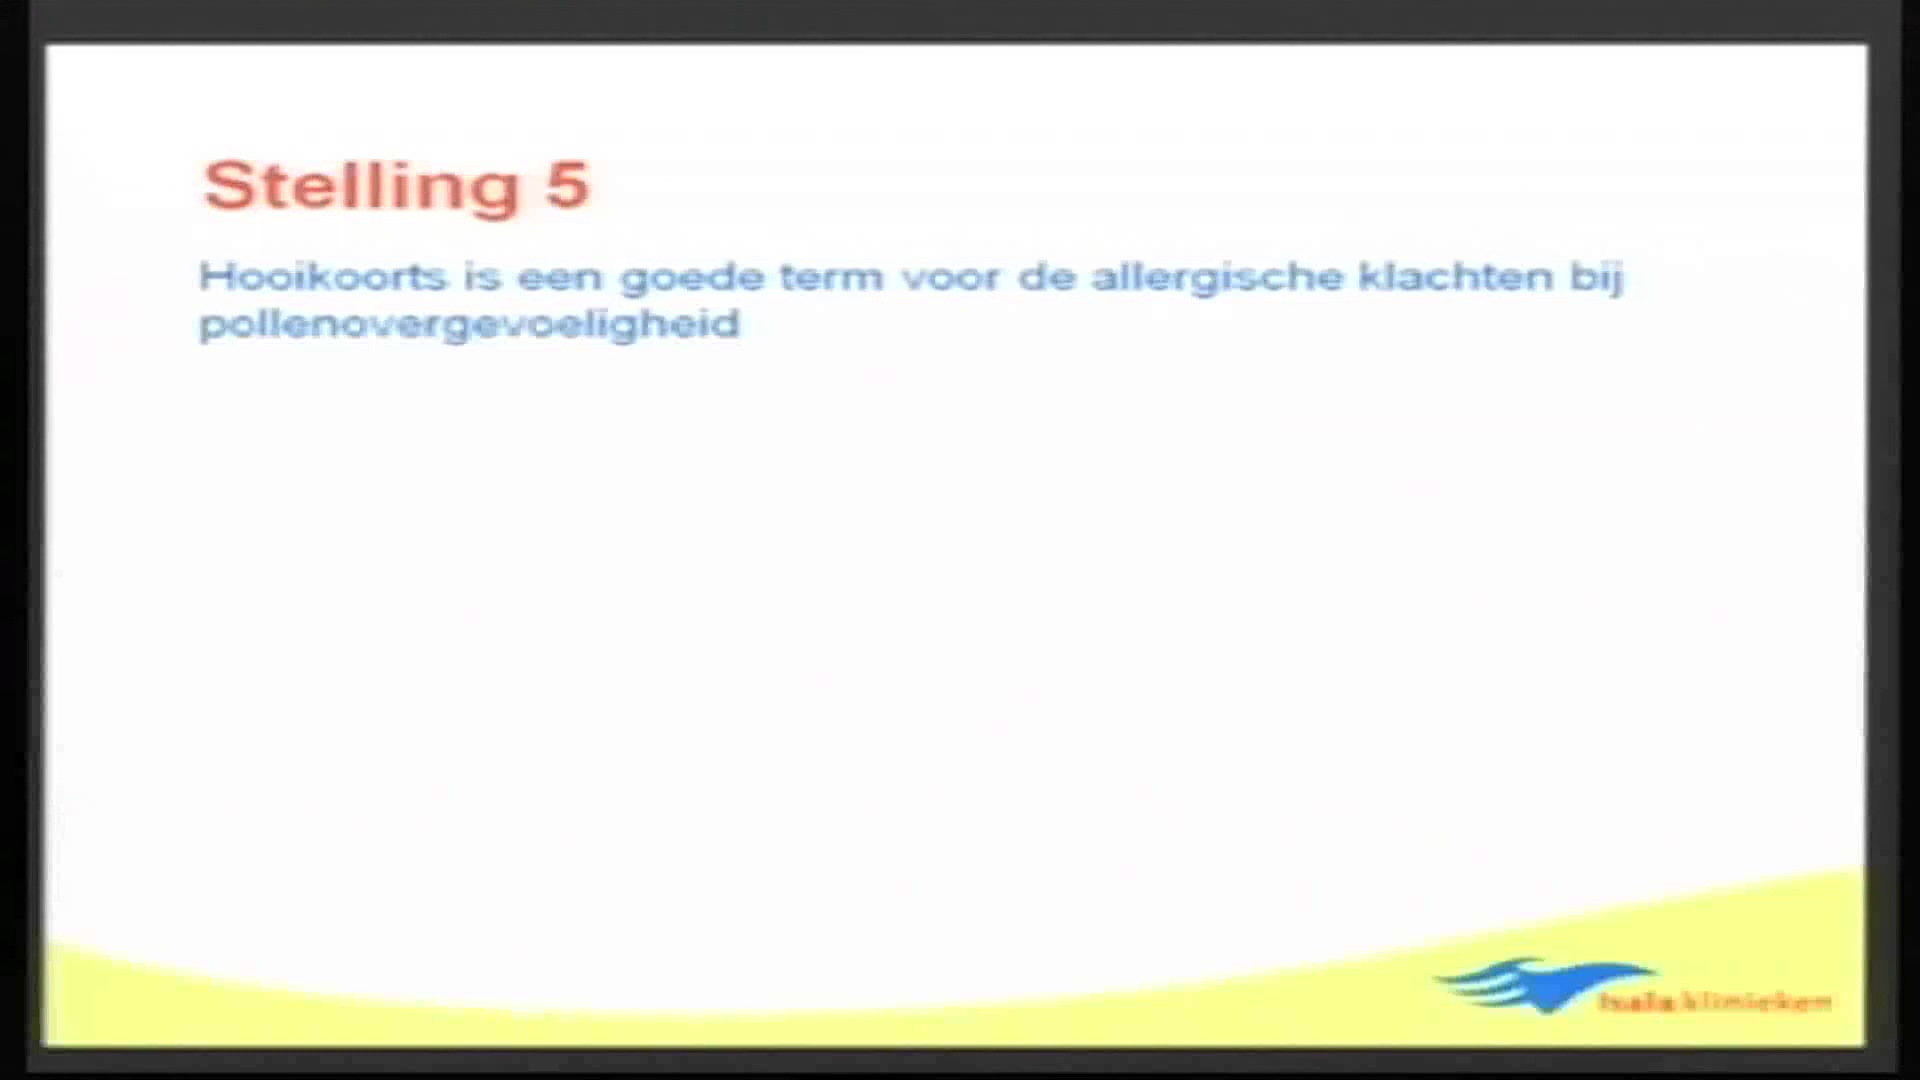 Stelling 5
Hooikoorts is een goede term voor de allergische klachten bij
pollenovergevoeligheid
Isala klinieken